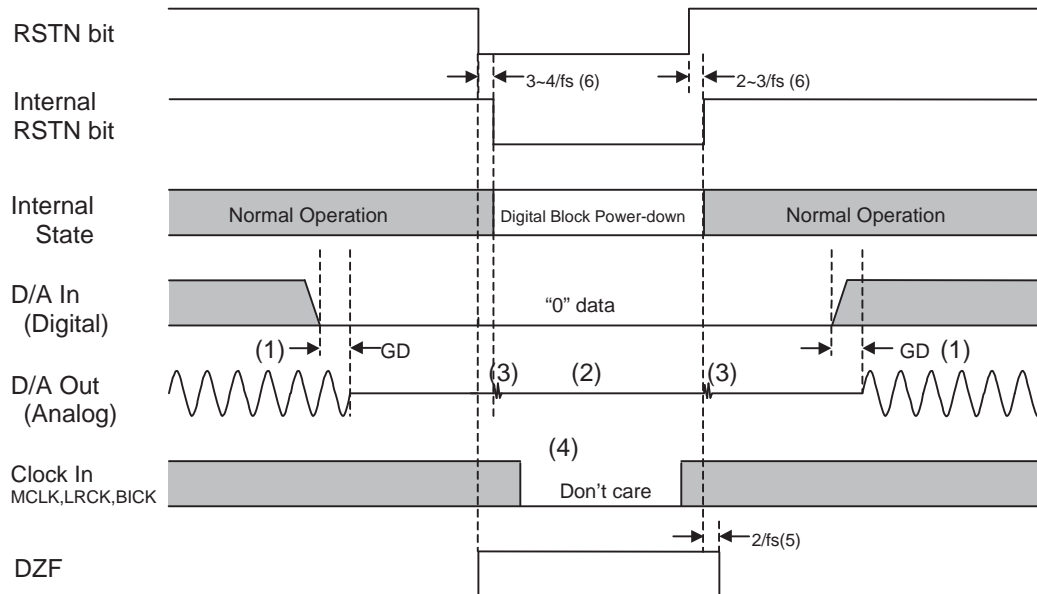 RSTN bit
3~4/fs (6)
2~3/fs (6)
Internal
RSTN bit
Internal
State
Normal Operation
Digital Block Power-down
Normal Operation
D/A In
(Digital)
“0” data
(1)
GD
GD
(1)
D/A Out
(Analog)
(3)
(2)
(3)
(4)
Clock In
MCLK,LRCK,BICK
Don’t care
2/fs(5)
DZF